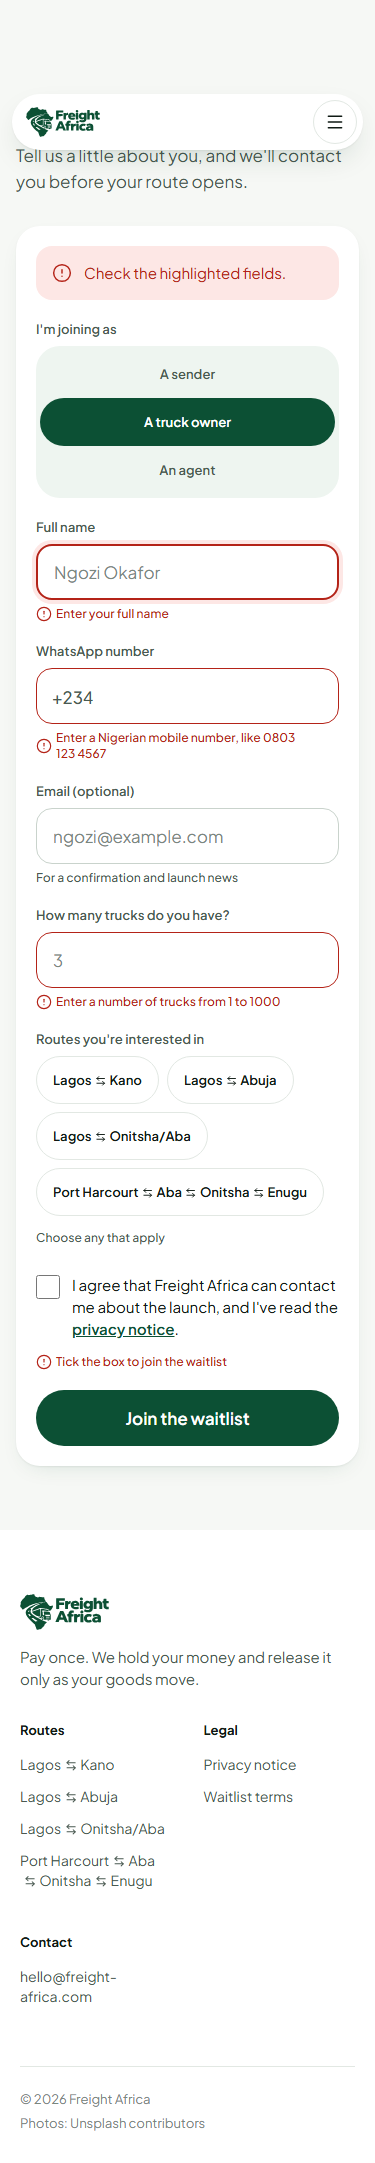 Freight
Africa
Tell us a little about you, and we'll contact
you before your route opens.
Check the highlighted fields.
I'm joining as
A sender
A truck owner
An agent
Full name
Ngozi Okafor
Enter your full name
WhatsApp number
+234
Enter a Nigerian mobile number, like 0803
123 4567
Email (optional)
ngozi@example.com
For a confirmation and launch news
How many trucks do you have?
3
Enter a number of trucks from 1 to 1000
Routes you're interested in
Lagos ⇆ Kano
Lagos ⇆ Abuja
Lagos ⇆ Onitsha/Aba
Port Harcourt ⇆ Aba ⇆ Onitsha ⇆ Enugu
Choose any that apply
I agree that Freight Africa can contact
me about the launch, and I've read the
privacy notice.
Tick the box to join the waitlist
Join the waitlist
Freight
Africa
Pay once. We hold your money and release it
only as your goods move.
Routes
Lagos ⇆ Kano
Lagos ⇆ Abuja
Lagos ⇆ Onitsha/Aba
Port Harcourt ⇆ Aba
⇆ Onitsha ⇆ Enugu
Legal
Privacy notice
Waitlist terms
Contact
hello@freight-
africa.com
© 2026 Freight Africa
Photos: Unsplash contributors